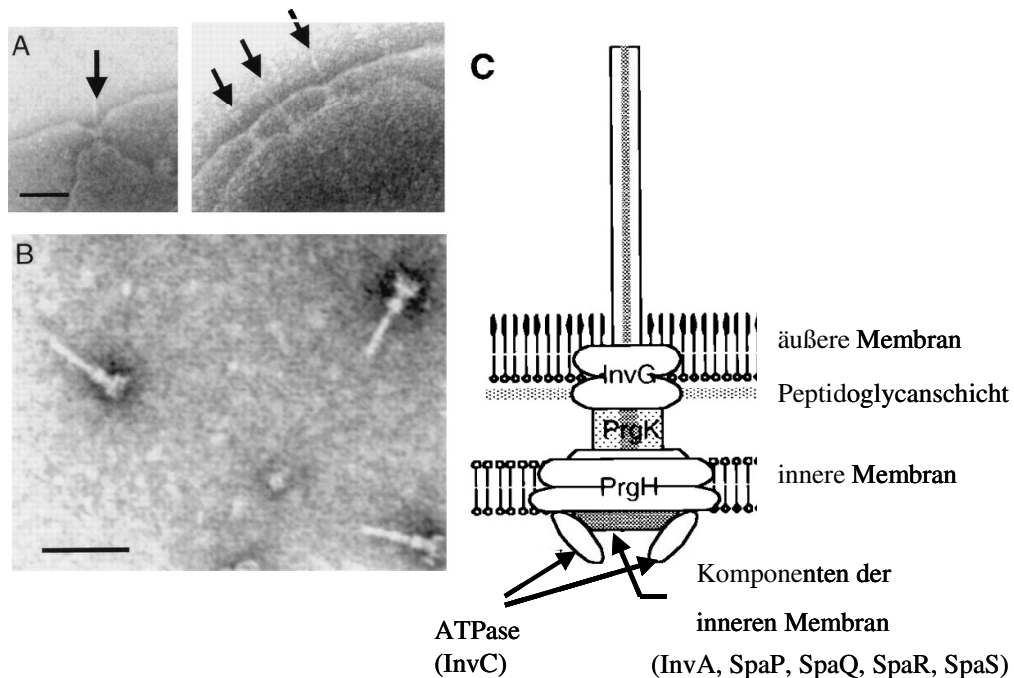 A
B
C
InvG
PrgK
PrgH
äußere Membran
Peptidoglycanschicht
innere Membran
Komponenten der
inneren Membran
(InvA, SpaP, SpaQ, SpaR, SpaS)
ATPase
(InvC)